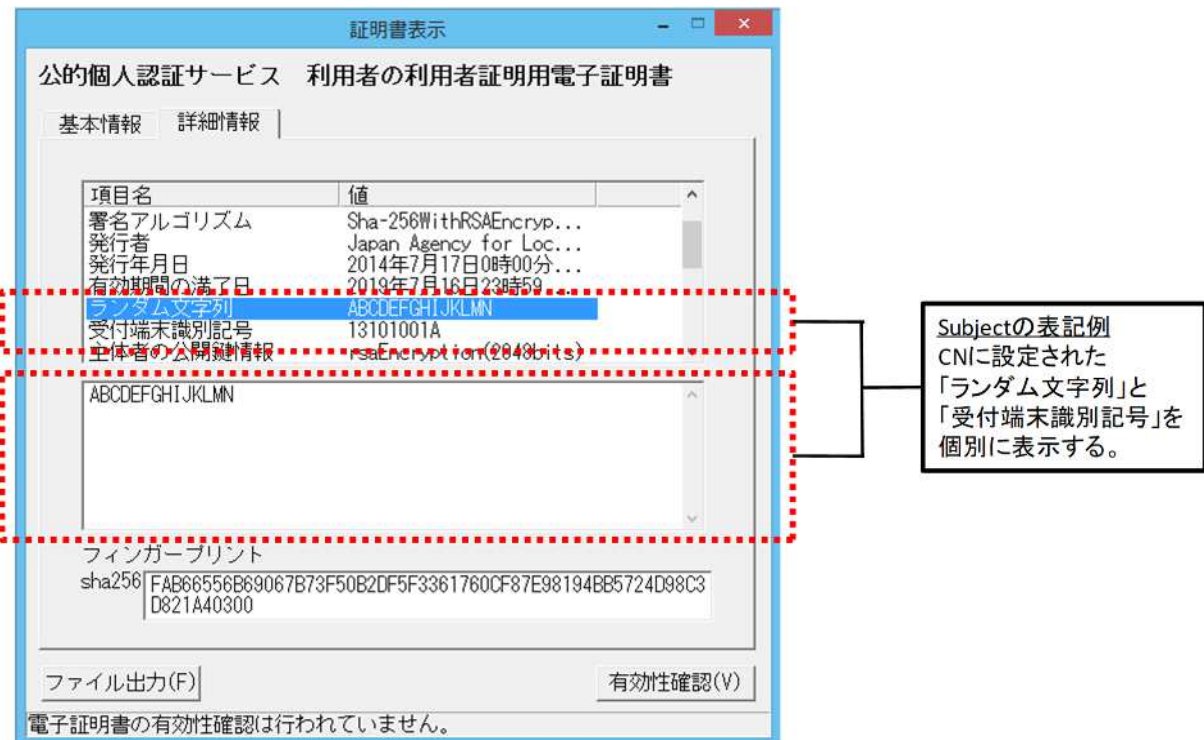 証明書表示
公的個人認証サービス　利用者の利用者証明用電子証明書
基本情報 詳細情報
項目名 値
署名アルゴリズム Sha-256WithRSAEncryp...
発行者 Japan Agency for Loc...
発行年月日 2014年7月17日0時00分...
有効期間の満了日 2019年7月16日23時59...
ランダム文字列 ABCDEFGHIJKLMN
受付端末識別記号 13101001A
主体者の公開鍵情報 rsaEncryption(2048bits)
ABCDEFGHIJKLMN
フィンガープリント
sha256 FAB66556B69067B73F50B2DF5F3361760CF87E98194BB5724D98C3
D821A40300
ファイル出力(F) 有効性確認(V)
電子証明書の有効性確認は行われていません。
Subjectの表記例
CNに設定された
「ランダム文字列」と
「受付端末識別記号」を
個別に表示する。